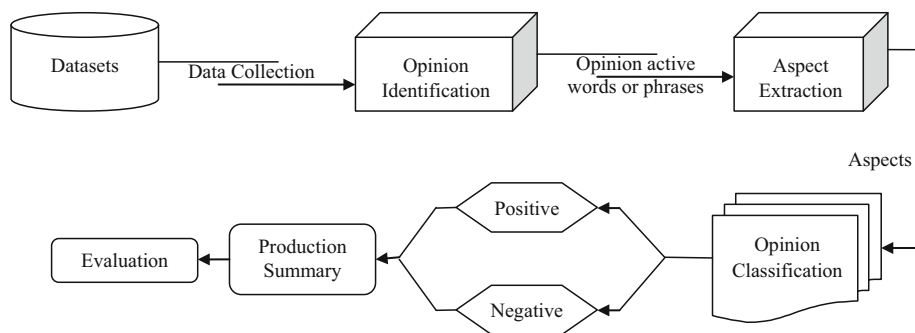 Datasets
Data Collection
Opinion
Identification
Opinion active
words or phrases
Aspect
Extraction
Aspects
Opinion
Classification
Positive
Negative
Production
Summary
Evaluation